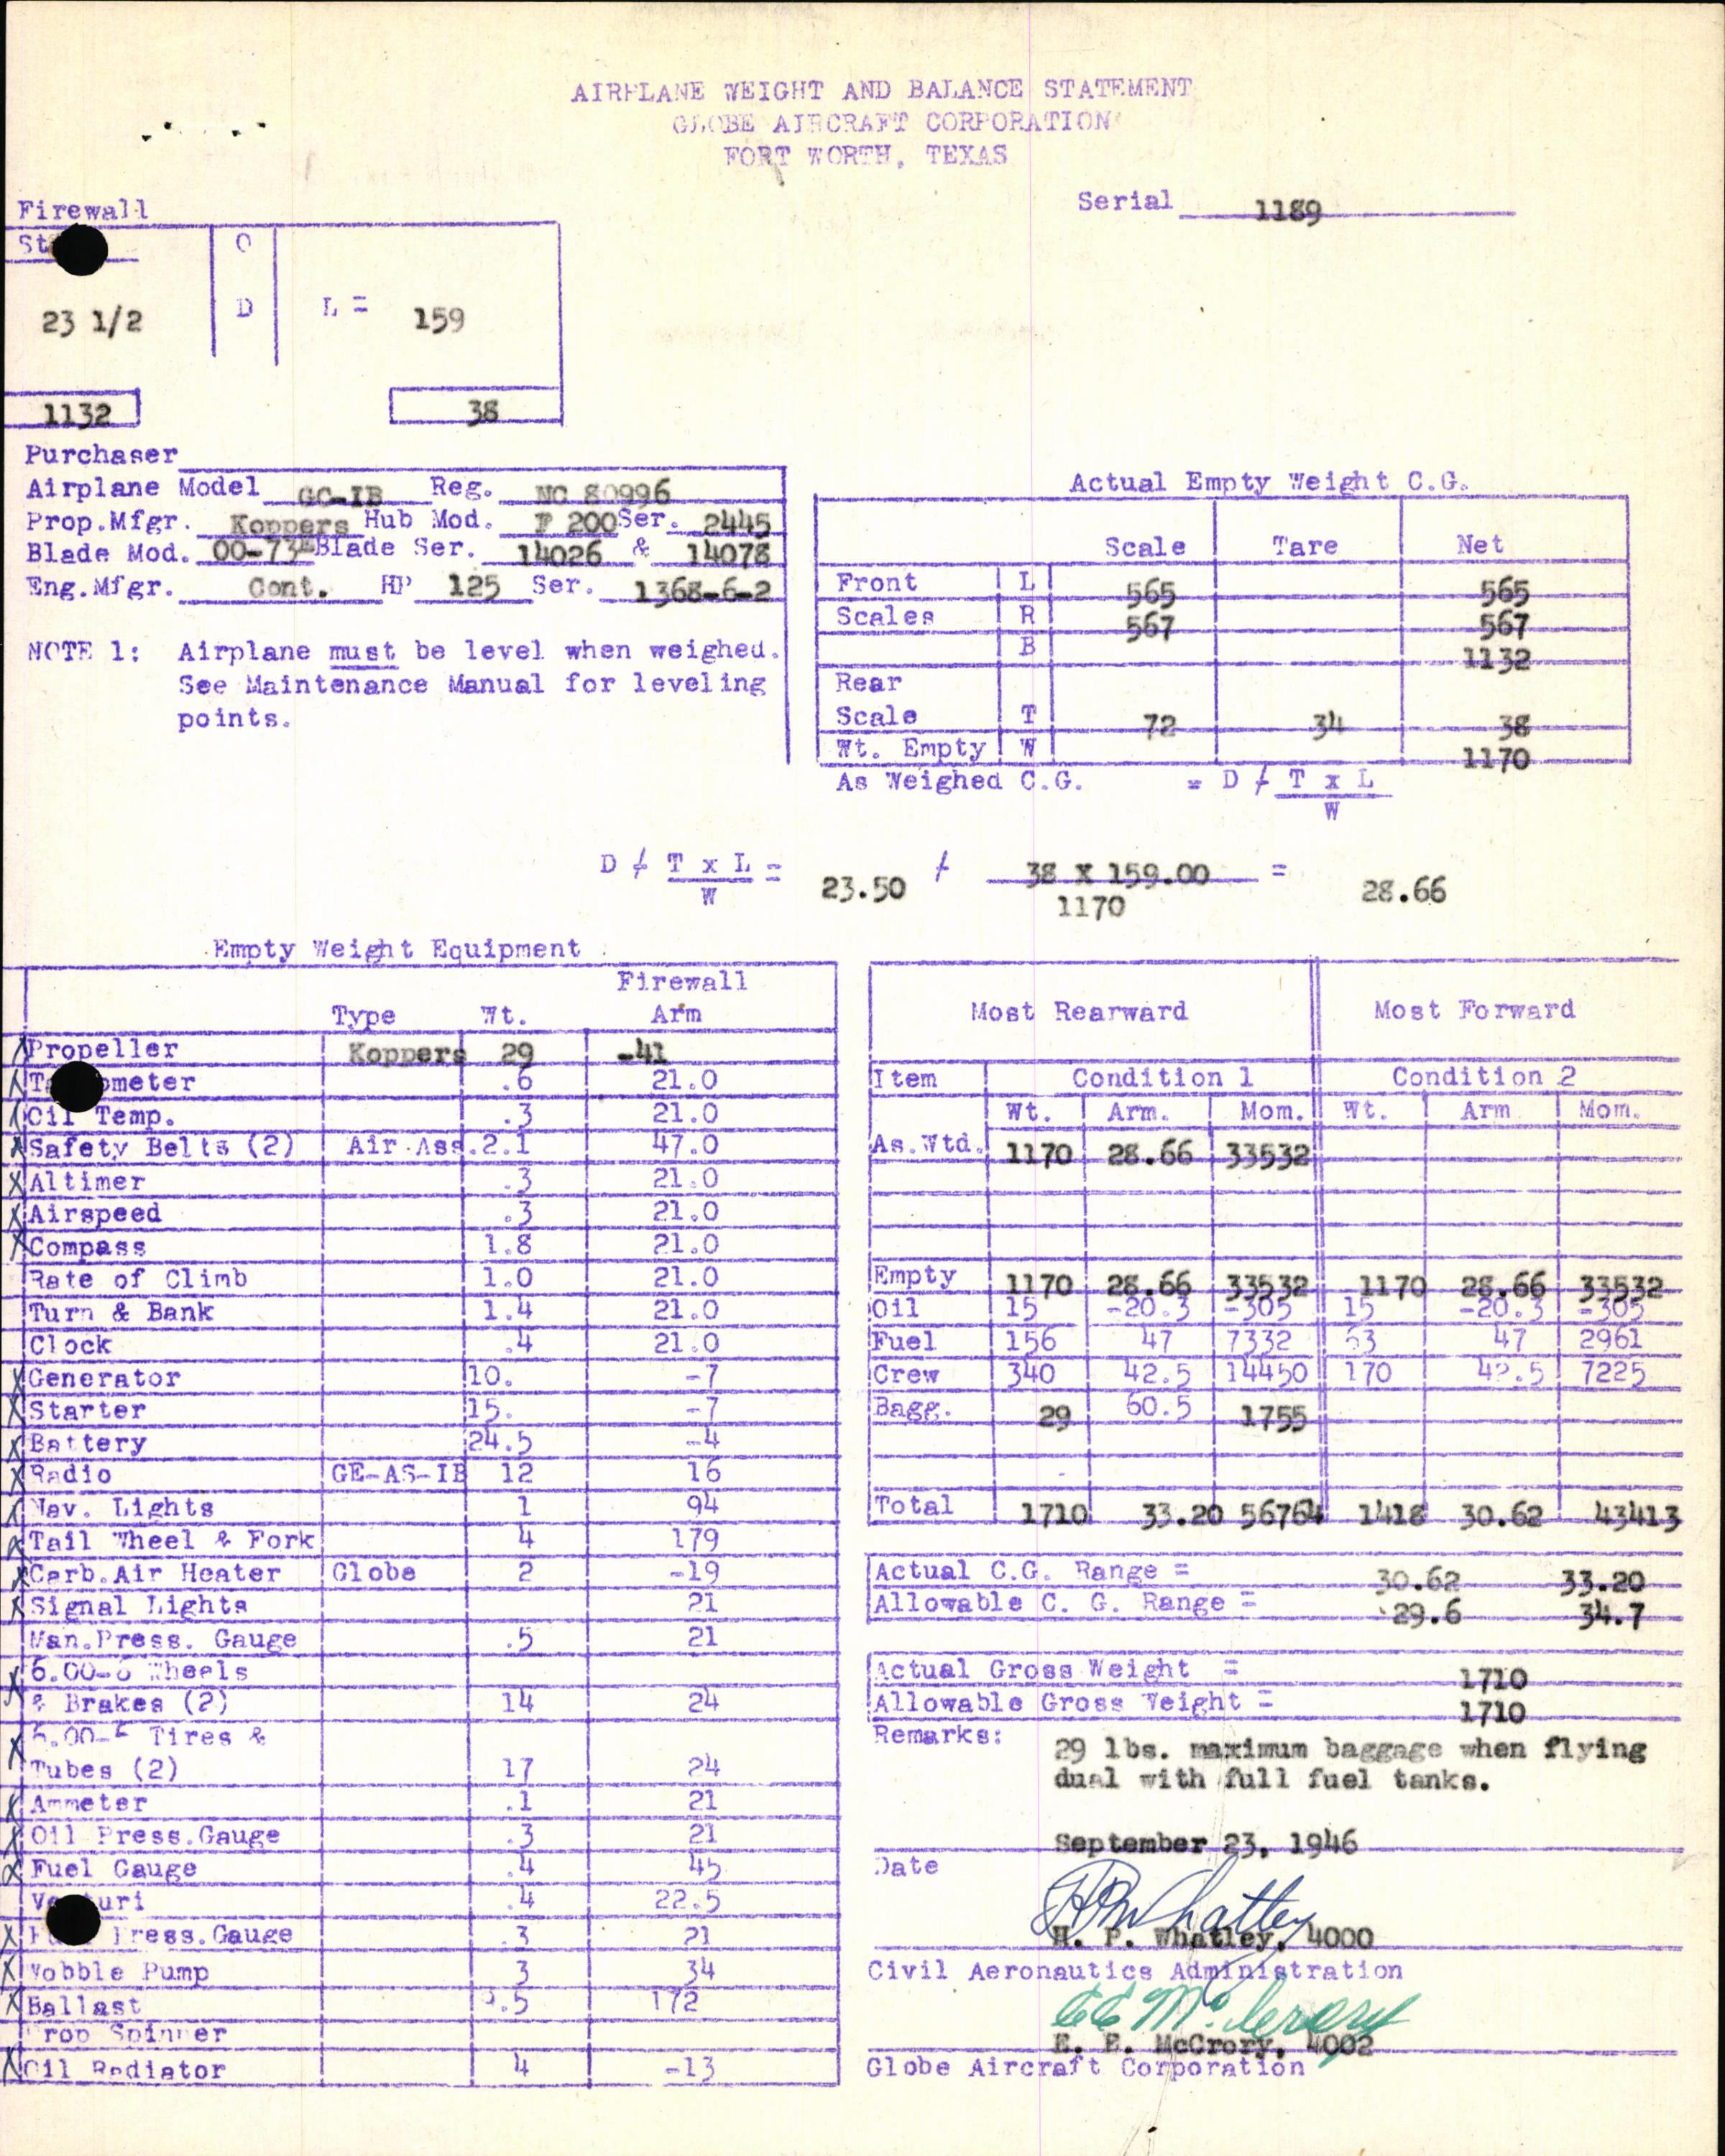 AIRPLANE WEIGHT AND BALANCE STATEMENT
GLOBE AIRCRAFT CORPORATION
FORT WORTH, TEXAS
Serial 1189
Firewall
C
23 1/2 D L = 159
1132 38
Purchaser
Airplane Model GC-IB Reg. NC 80996
Prop.Mfgr. Koppers Hub Mod. F 200 Ser. 2445
Blade Mod. 00-73E Blade Ser. 14026 & 14078
Eng.Mfgr. Cont. HP 125 Ser. 1368-6-2
NOTE 1: Airplane must be level when weighed.
See Maintenance Manual for leveling
points.
Actual Empty Weight C.G.
Scale Tare Net
Front L 565 565
Scales R 567 567
B 1132
Rear
Scale T 72 34 38
Wt. Empty W 1170
As Weighed C.G. = D / T x L
W
D / T x L = 23.50 / 38 X 159.00 = 28.66
W 1170
Empty Weight Equipment
Firewall
Type Wt. Arm
X Propeller Koppers 29 -41
X meter .6 21.0
X Oil Temp. .3 21.0
X Safety Belts (2) Air Ass. 2.1 47.0
X Altimer .3 21.0
X Airspeed .3 21.0
X Compass 1.8 21.0
Rate of Climb 1.0 21.0
Turn & Bank 1.4 21.0
Clock .4 21.0
X Generator 10. -7
X Starter 15. -7
X Battery 24.5 -4
X Radio GE-AS-IB 12 16
X Nav. Lights 1 94
X Tail Wheel & Fork 4 179
X Carb.Air Heater Globe 2 -19
X Signal Lights 21
Man.Press. Gauge .5 21
X 6.00-6 Wheels
& Brakes (2) 14 24
X Tires &
Tubes (2) 17 24
X Ammeter .1 21
X Oil Press.Gauge .3 21
X Fuel Gauge .4 45
.4 22.5
X Press.Gauge .3 21
X Wobble Pump 3 34
X Ballast 172
Prop Spinner
X Oil Radiator 4 -13
Most Rearward Most Forward
Item Condition 1 Condition 2
Wt. Arm. Mom. Wt. Arm Mom.
As.Wtd. 1170 28.66 33532
Empty 1170 28.66 33532 1170 28.66 33532
Oil 15 -20.3 -305 15 -20.3 -305
Fuel 156 47 7332 63 47 2961
Crew 340 42.5 14450 170 42.5 7225
Bagg. 29 60.5 1755
Total 1710 33.20 56764 1418 30.62 43413
Actual C.G. Range = 30.62 33.20
Allowable C. G. Range = 29.6 34.7
Actual Gross Weight = 1710
Allowable Gross Weight = 1710
Remarks: 29 lbs. maximum baggage when flying
dual with full fuel tanks.
September 23, 1946
Date
HPWhatley
H. P. Whatley, 4000
Civil Aeronautics Administration
EE McCrory
E. E. McCrory, 4002
Globe Aircraft Corporation